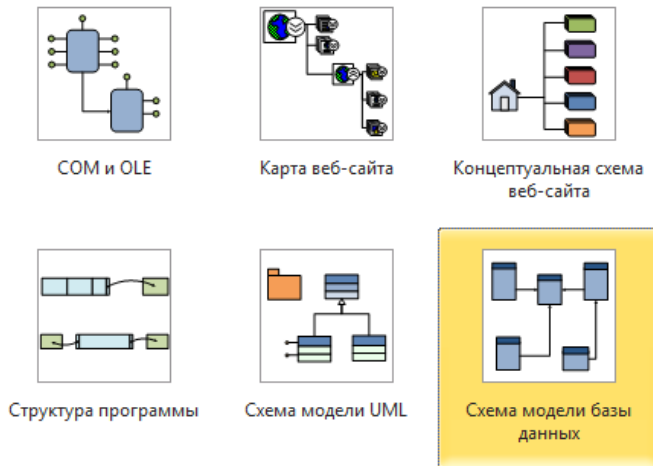 COM и OLE
Карта веб-сайта
Концептуальная схема
веб-сайта
Структура программы
Схема модели UML
Схема модели базы
данных